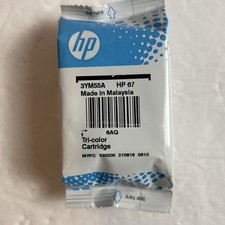 hp
3YM55A HP 67
Made in Malaysia
6AQ
Tri-color
Cartridge